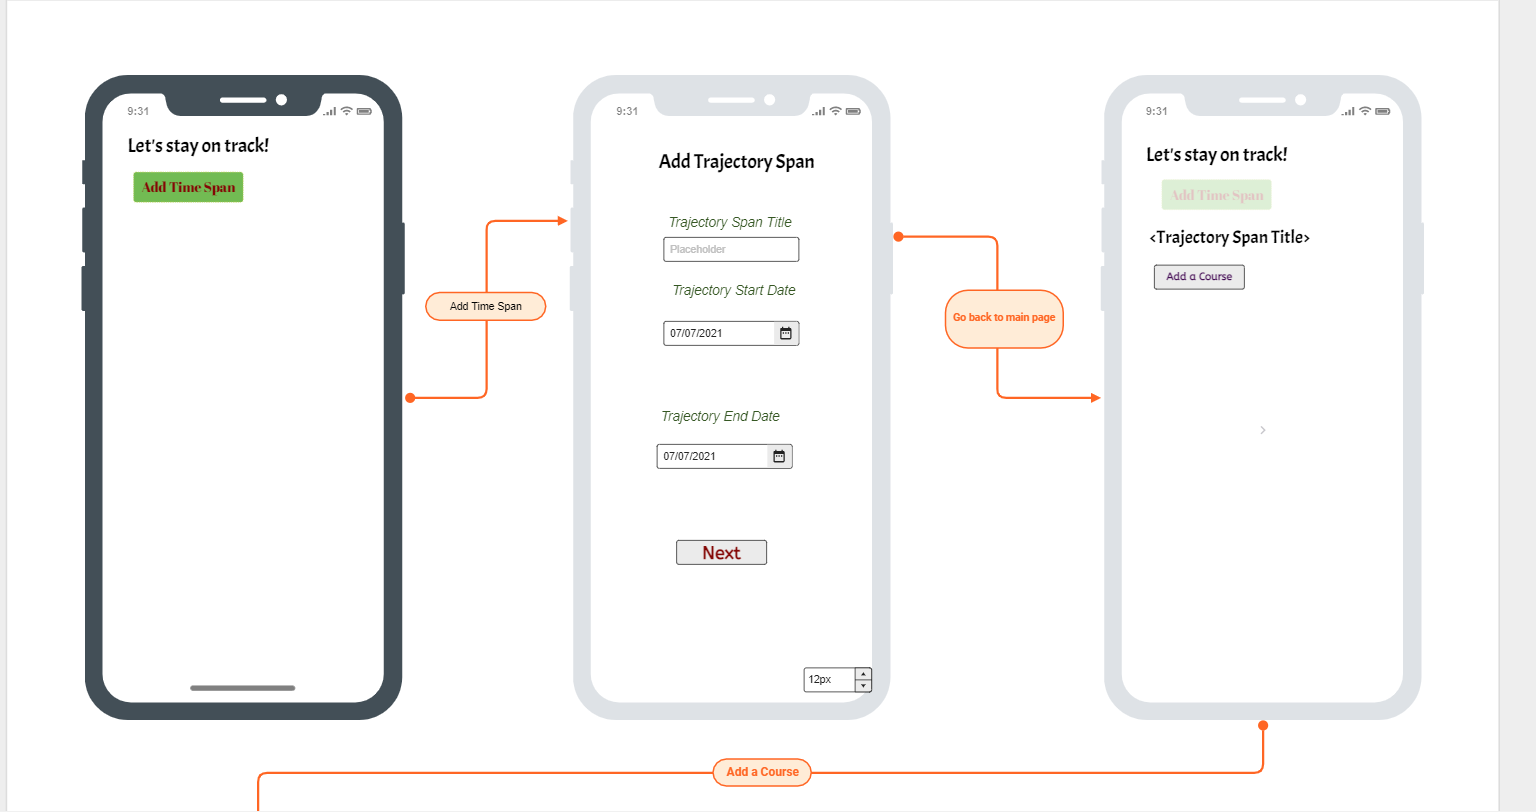 9:31
Let's stay on track!
Add Time Span
Add Time Span
9:31
Add Trajectory Span
Trajectory Span Title
Placeholder
Trajectory Start Date
07/07/2021
Trajectory End Date
07/07/2021
Next
12px
Go back to main page
9:31
Let's stay on track!
Add Time Span
<Trajectory Span Title>
Add a Course
Add a Course